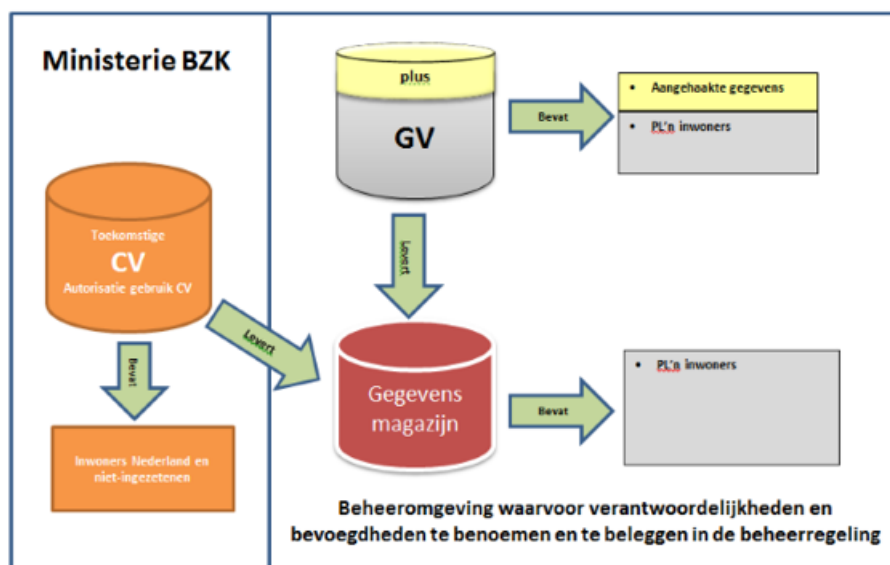 Ministerie BZK
Toekomstige
CV
Autorisatie gebruik CV
Bevat
Levert
Inwoners Nederland en
niet-ingezetenen
plus
GV
Bevat
• Aangehaakte gegevens
• PL'n inwoners
Levert
Gegevens
magazijn
Bevat
• PL'n inwoners
Beheeromgeving waarvoor verantwoordelijkheden en
bevoegdheden te benoemen en te beleggen in de beheerregeling